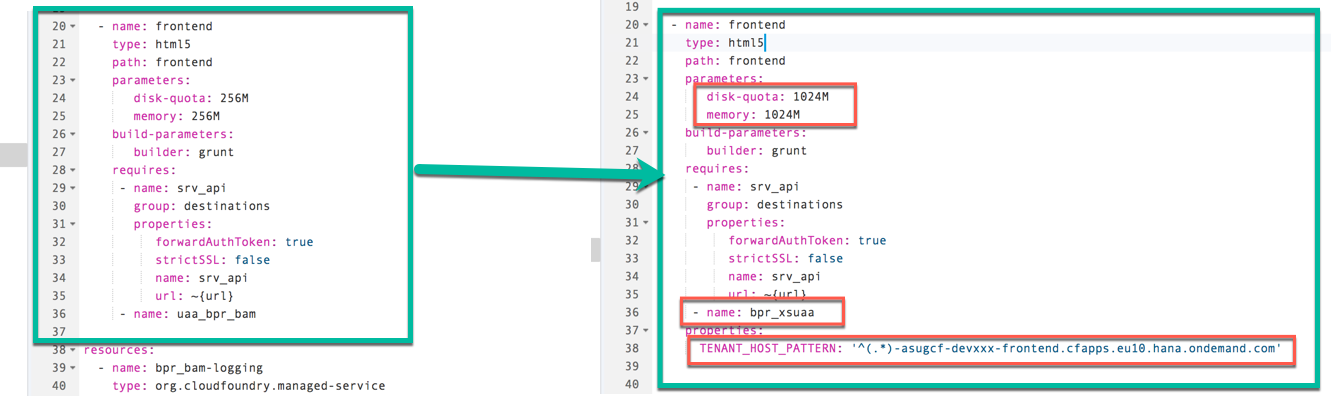 20 - name: frontend
21 type: html5
22 path: frontend
23 parameters:
24 disk-quota: 256M
25 memory: 256M
26 build-parameters:
27 builder: grunt
28 requires:
29 - name: srv_api
30 group: destinations
31 properties:
32 forwardAuthToken: true
33 strictSSL: false
34 name: srv_api
35 url: ~{url}
36 - name: uaa_bpr_bam
37
38 resources:
39 - name: bpr_bam-logging
40 type: org.cloudfoundry.managed-service
19
20 - name: frontend
21 type: html5
22 path: frontend
23 parameters:
24 disk-quota: 1024M
25 memory: 1024M
26 build-parameters:
27 builder: grunt
28 requires:
29 - name: srv_api
30 group: destinations
31 properties:
32 forwardAuthToken: true
33 strictSSL: false
34 name: srv_api
35 url: ~{url}
36 - name: bpr_xsuaa
37 properties:
38 TENANT_HOST_PATTERN: '^(.*)-asugcf-devxxx-frontend.cfapps.eu10.hana.ondemand.com'
39
40